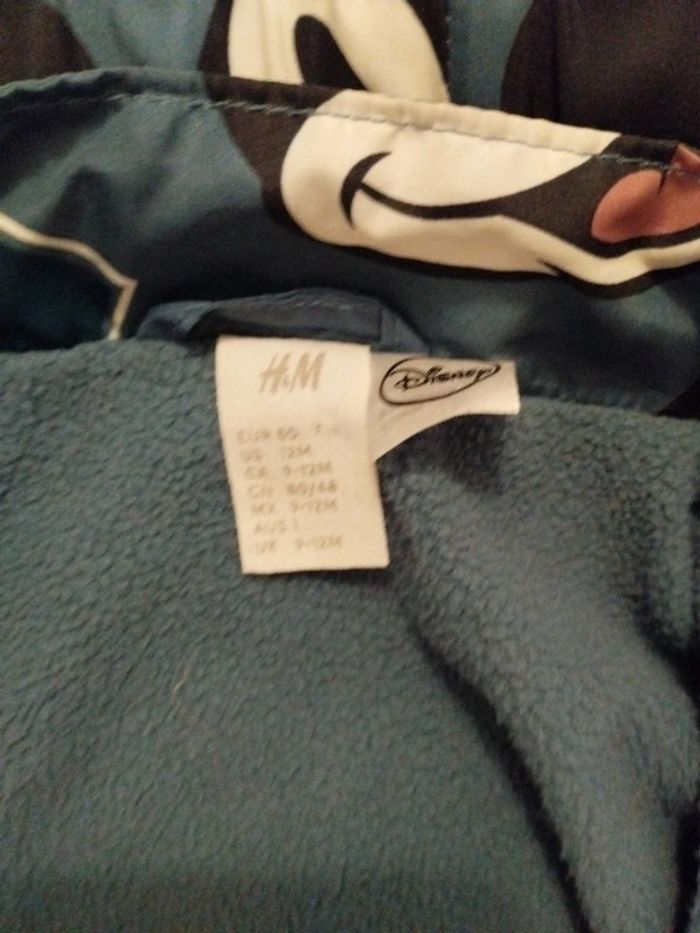 H&M
Disney
EUR 80
US 12M
CA 9-12M
CN 80/48
MX 9-12M
AUS 1
UK 9-12M